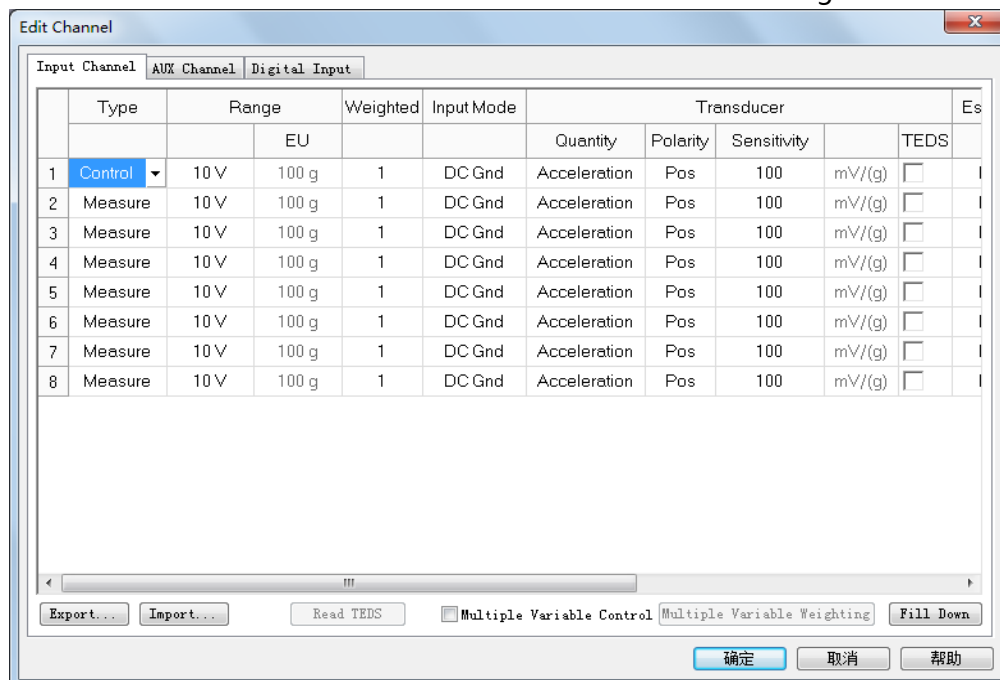 Edit Channel
Input Channel AUX Channel Digital Input
Type Range Weighted Input Mode Transducer Es
EU Quantity Polarity Sensitivity TEDS
1 Control 10 V 100 g 1 DC Gnd Acceleration Pos 100 mV/(g)
2 Measure 10 V 100 g 1 DC Gnd Acceleration Pos 100 mV/(g)
3 Measure 10 V 100 g 1 DC Gnd Acceleration Pos 100 mV/(g)
4 Measure 10 V 100 g 1 DC Gnd Acceleration Pos 100 mV/(g)
5 Measure 10 V 100 g 1 DC Gnd Acceleration Pos 100 mV/(g)
6 Measure 10 V 100 g 1 DC Gnd Acceleration Pos 100 mV/(g)
7 Measure 10 V 100 g 1 DC Gnd Acceleration Pos 100 mV/(g)
8 Measure 10 V 100 g 1 DC Gnd Acceleration Pos 100 mV/(g)
Export... Import... Read TEDS Multiple Variable Control Multiple Variable Weighting Fill Down
确定 取消 帮助